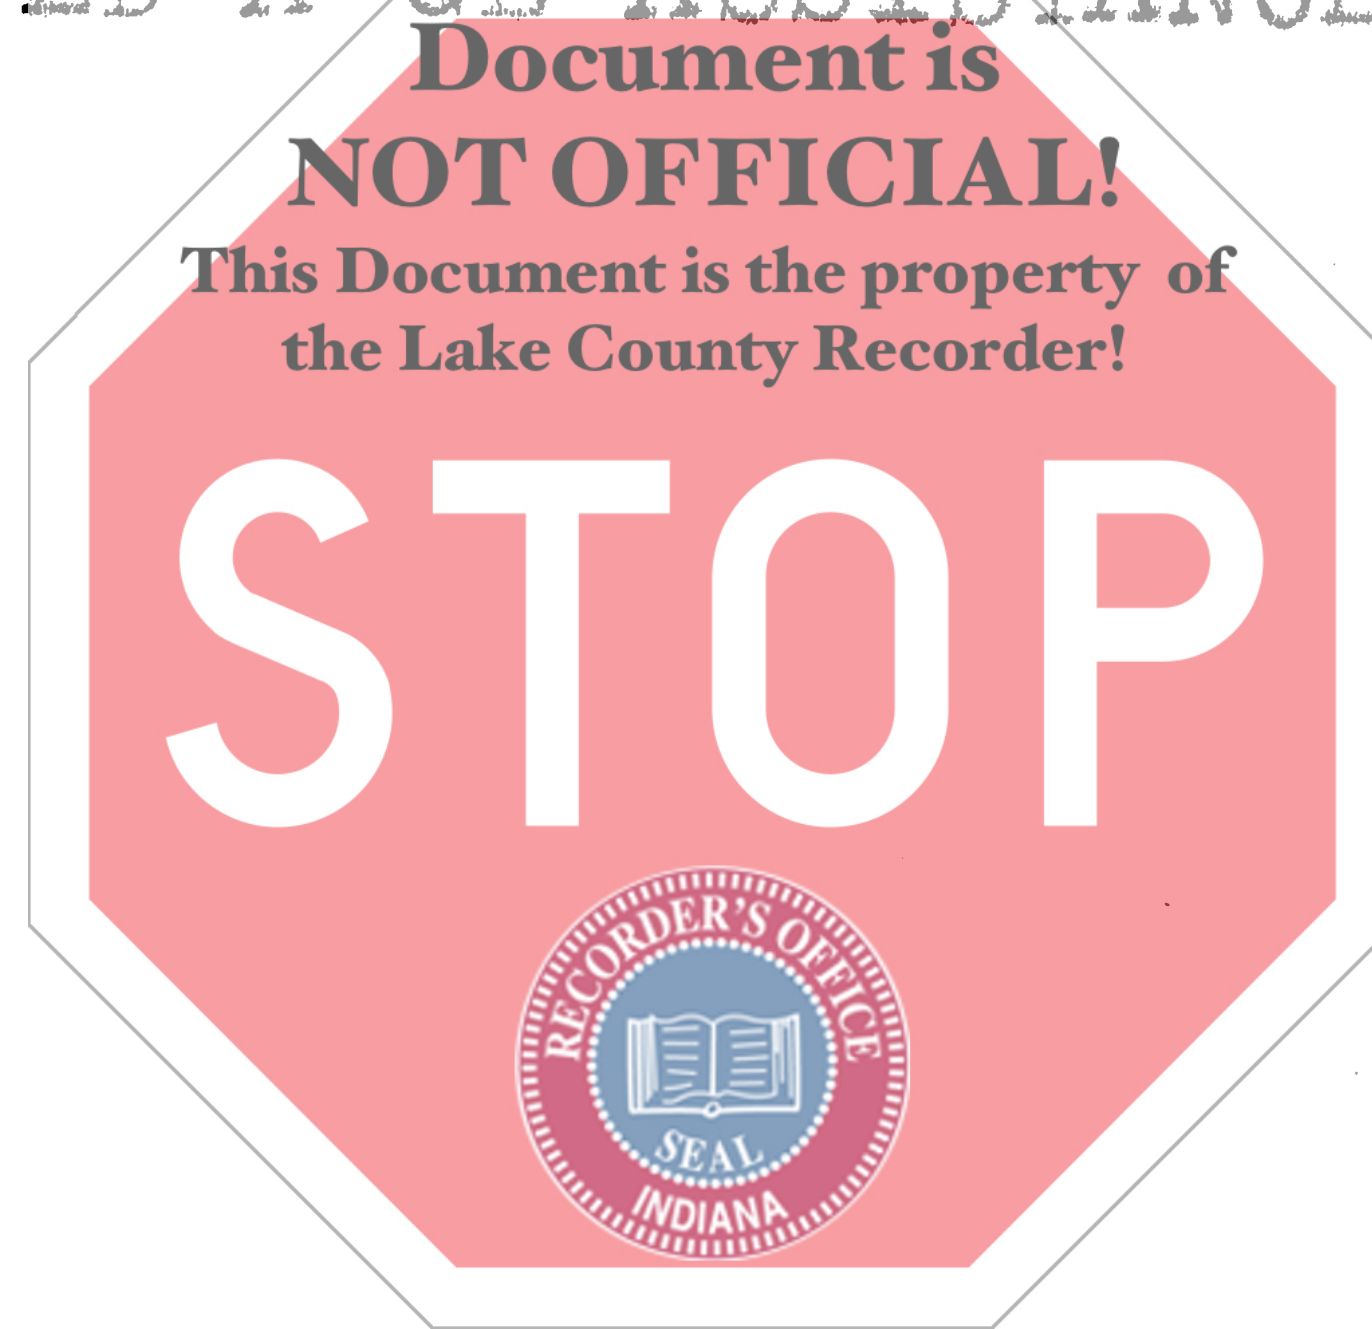 Document is
NOT OFFICIAL!
This Document is the property of
the Lake County Recorder!
STOP
RECORDER'S OFFICE
SEAL
INDIANA